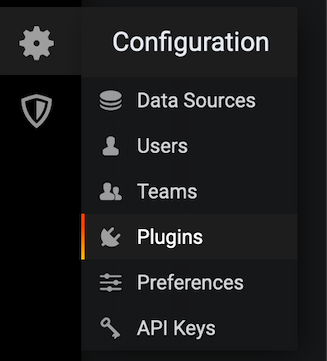 Configuration
Data Sources
Users
Teams
Plugins
Preferences
API Keys